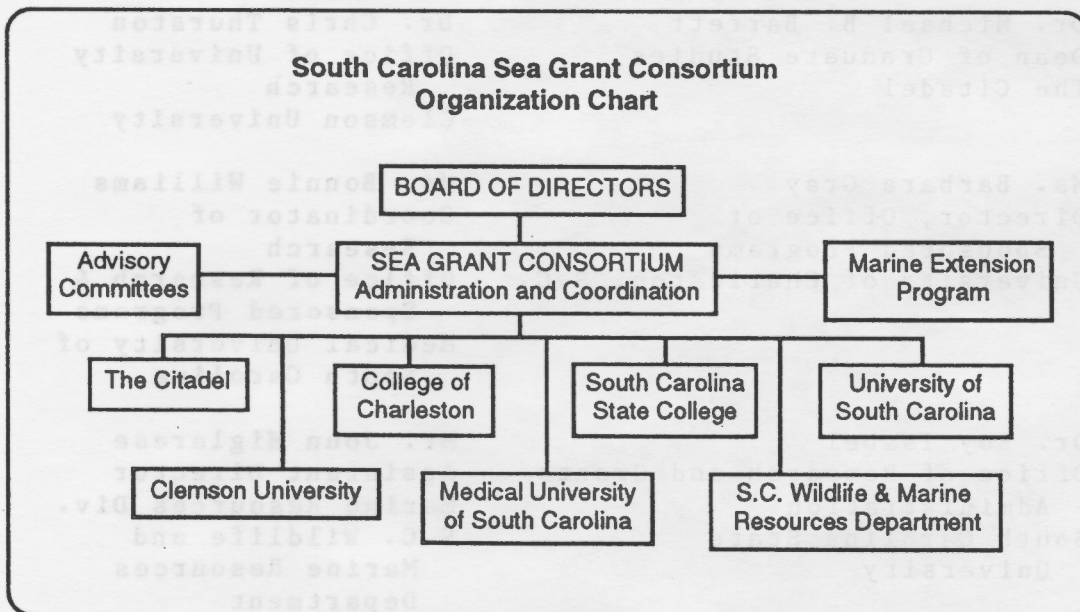 South Carolina Sea Grant Consortium
Organization Chart
BOARD OF DIRECTORS
Advisory
Committees
SEA GRANT CONSORTIUM
Administration and Coordination
Marine Extension
Program
The Citadel
College of
Charleston
South Carolina
State College
University of
South Carolina
Clemson University
Medical University
of South Carolina
S.C. Wildlife & Marine
Resources Department